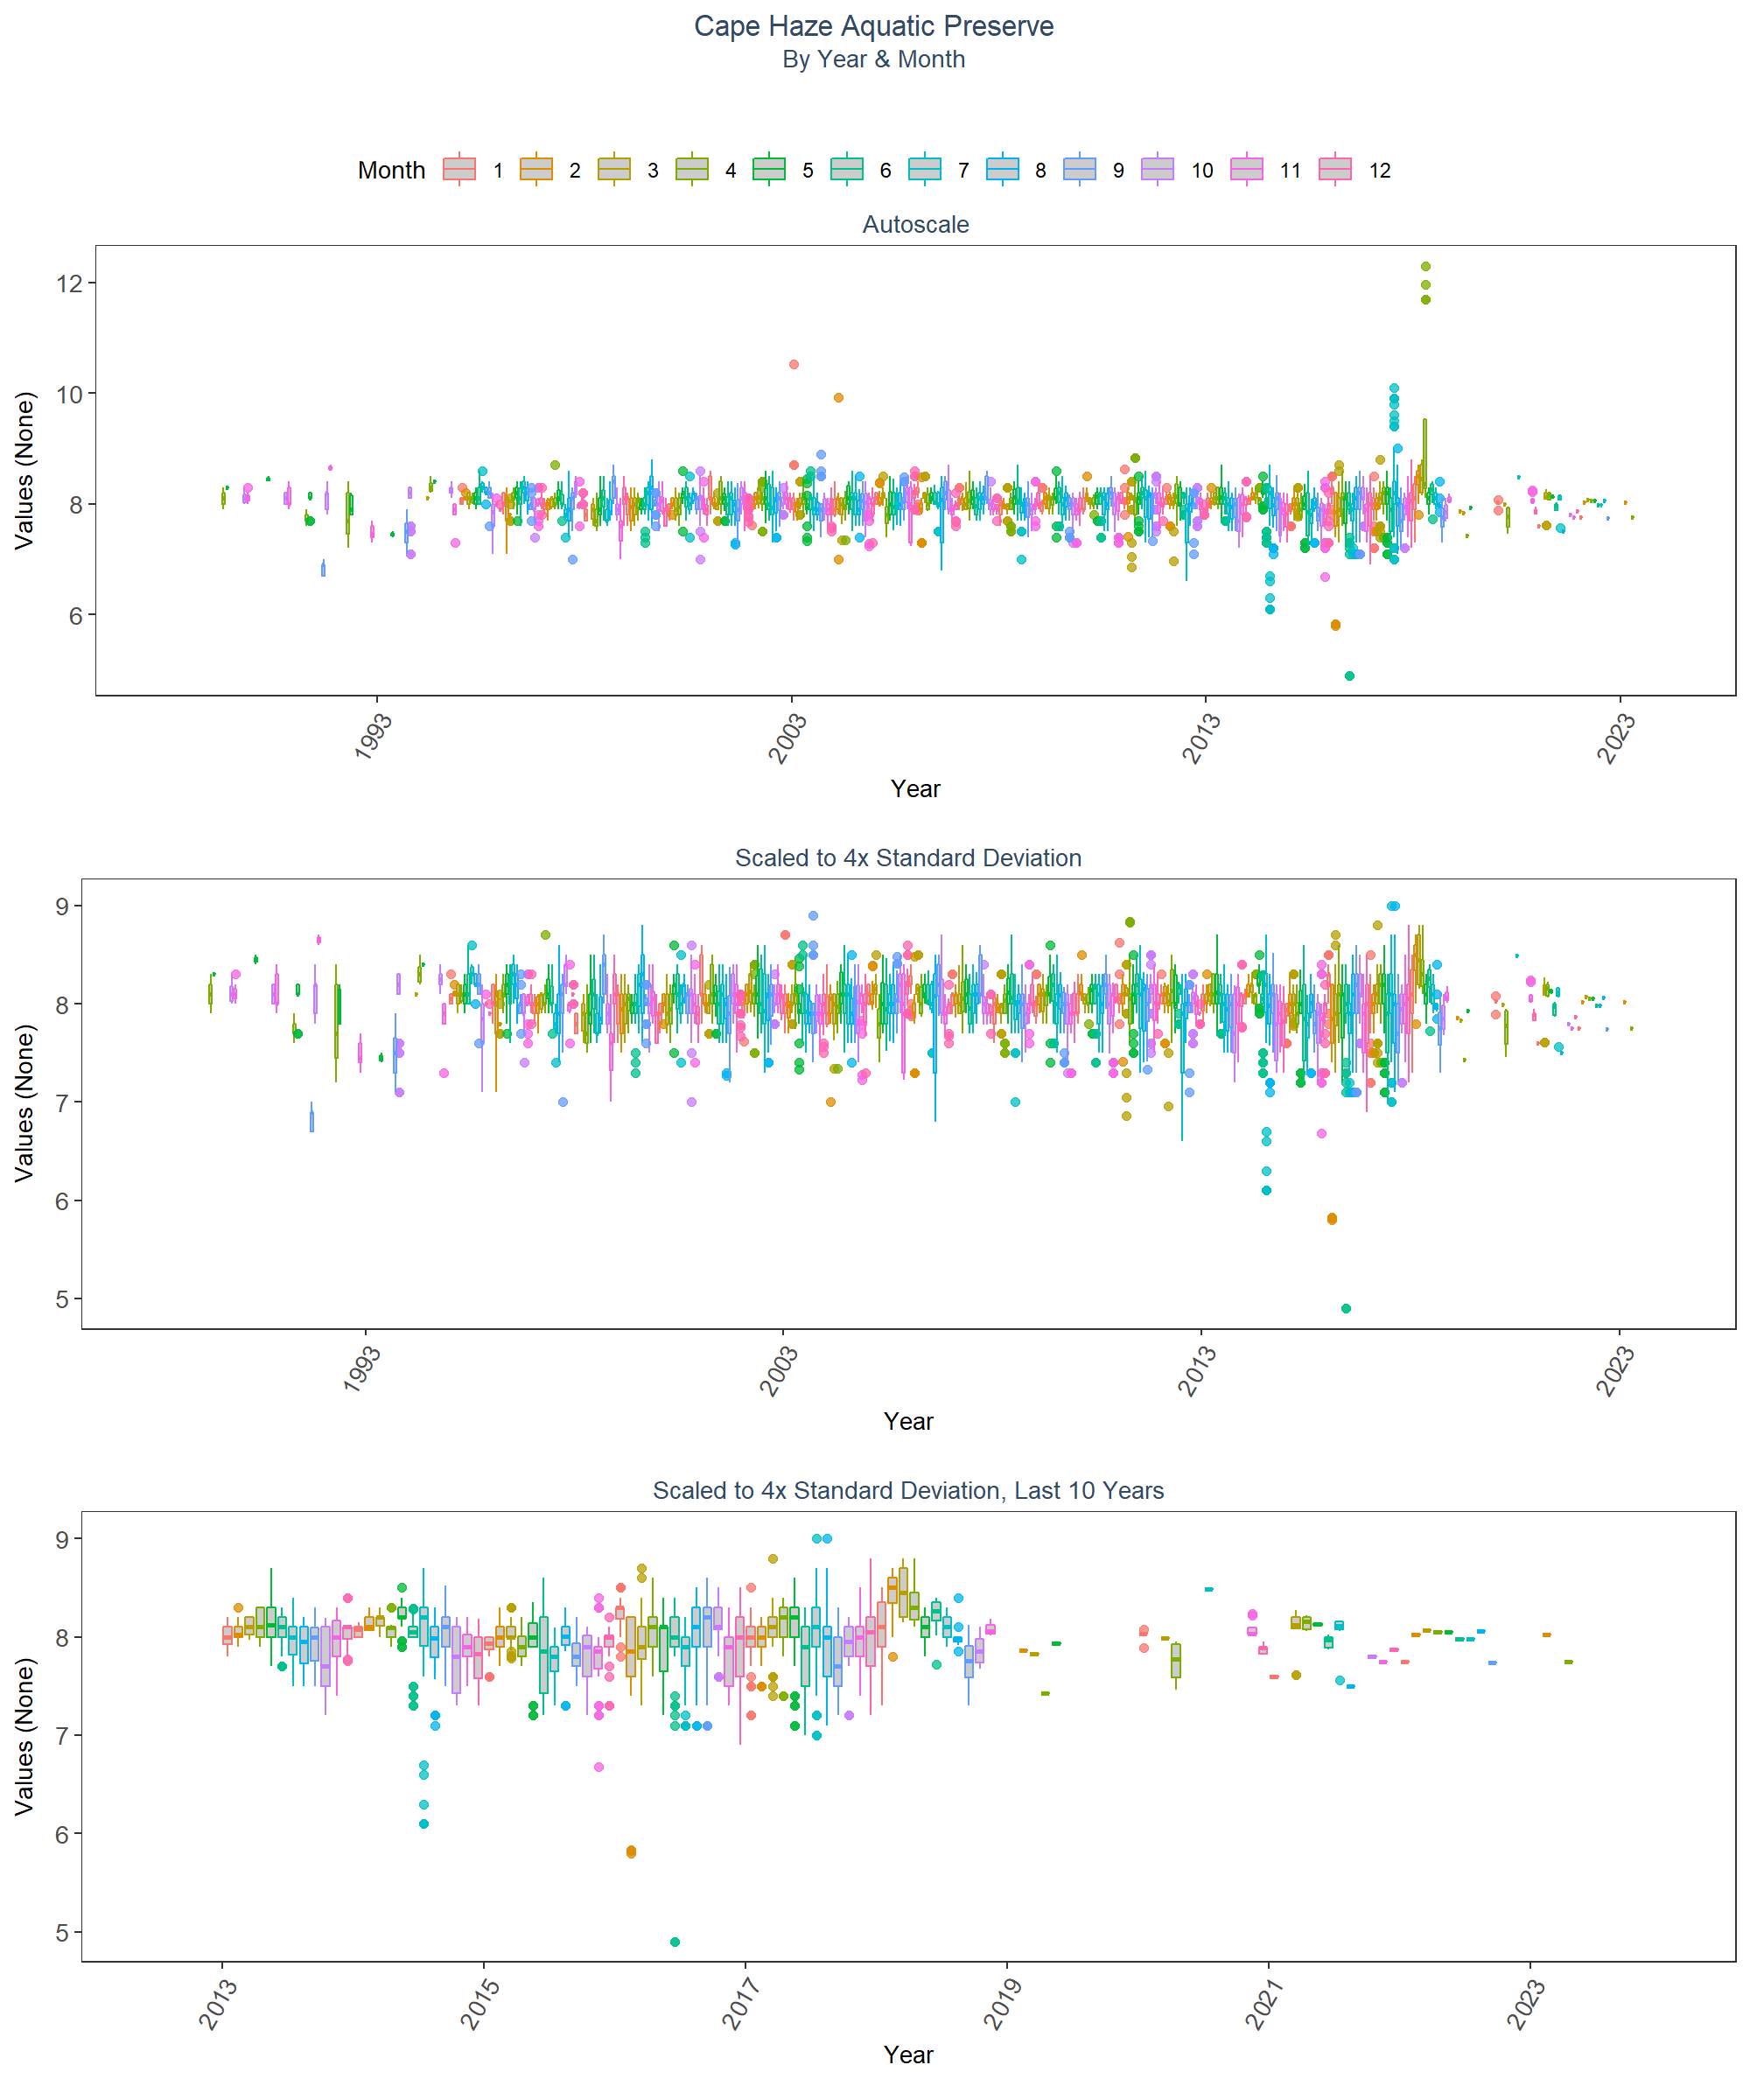 Cape Haze Aquatic Preserve
By Year & Month
Month 1 2 3 4 5 6 7 8 9 10 11 12
Autoscale
Values (None)
12
10
8
6
1993 2003 2013 2023
Year
Scaled to 4x Standard Deviation
Values (None)
9
8
7
6
5
1993 2003 2013 2023
Year
Scaled to 4x Standard Deviation, Last 10 Years
Values (None)
9
8
7
6
5
2013 2015 2017 2019 2021 2023
Year